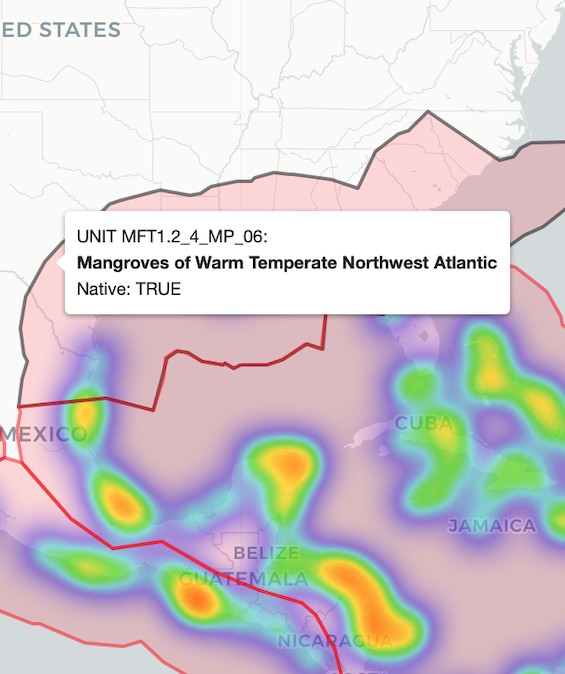 ED STATES
UNIT MFT1.2_4_MP_06:
Mangroves of Warm Temperate Northwest Atlantic
Native: TRUE
MEXICO
CUBA
JAMAICA
BELIZE
GUATEMALA
NICARAGUA